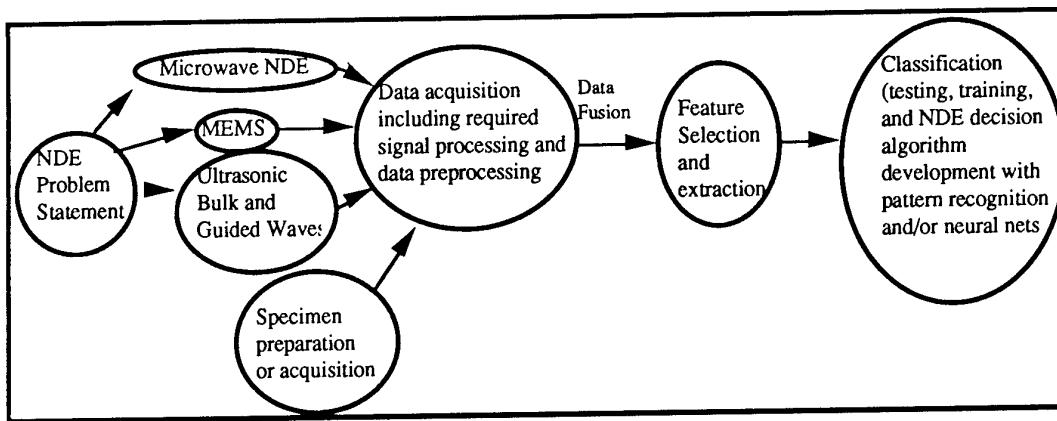 Microwave NDE
MEMS
NDE
Problem
Statement
Ultrasonic
Bulk and
Guided Waves
Specimen
preparation
or acquisition
Data acquisition
including required
signal processing and
data preprocessing
Data
Fusion
Feature
Selection
and
extraction
Classification
(testing, training,
and NDE decision
algorithm
development with
pattern recognition
and/or neural nets